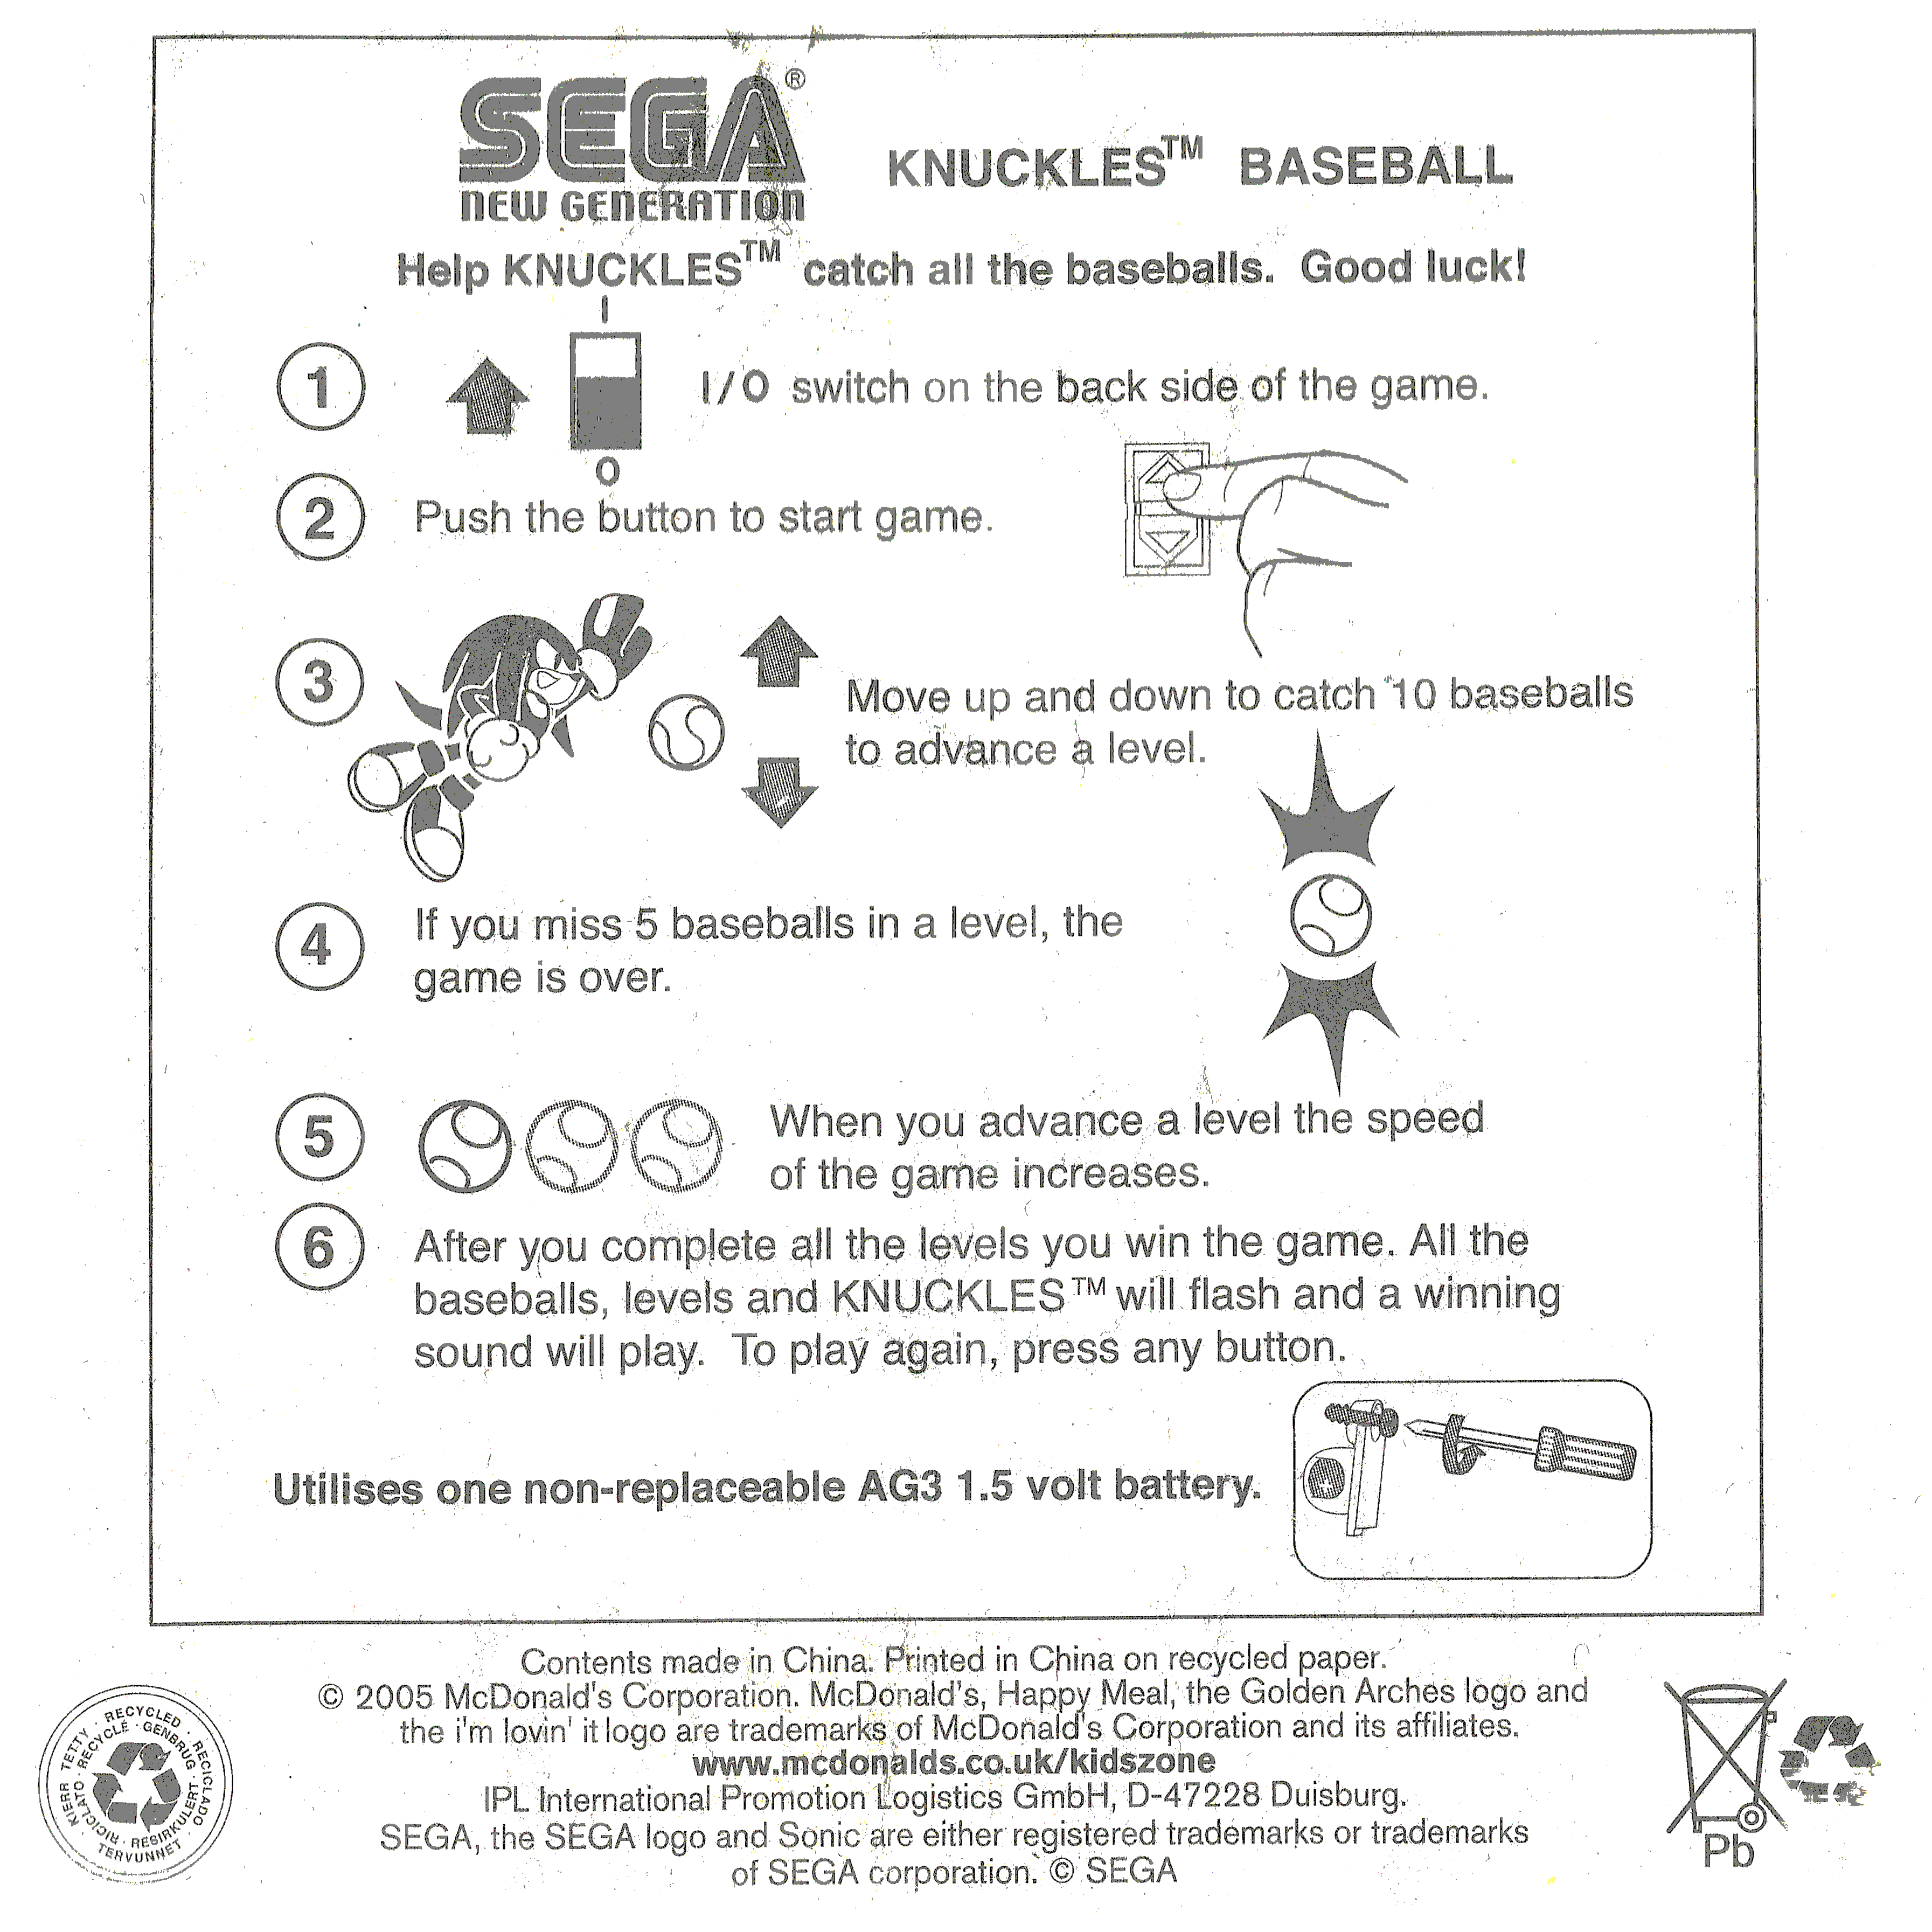 SEGA®
NEW GENERATION
KNUCKLES™ BASEBALL
Help KNUCKLES™ catch all the baseballs. Good luck!
I
1
I/O switch on the back side of the game.
O
2
Push the button to start game.
3
Move up and down to catch 10 baseballs
to advance a level.
4
If you miss 5 baseballs in a level, the
game is over.
5
When you advance a level the speed
of the game increases.
6
After you complete all the levels you win the game. All the
baseballs, levels and KNUCKLES™ will flash and a winning
sound will play. To play again, press any button.
Utilises one non-replaceable AG3 1.5 volt battery.
Contents made in China. Printed in China on recycled paper.
© 2005 McDonald's Corporation. McDonald's, Happy Meal, the Golden Arches logo and
the i'm lovin' it logo are trademarks of McDonald's Corporation and its affiliates.
www.mcdonalds.co.uk/kidszone
IPL International Promotion Logistics GmbH, D-47228 Duisburg.
SEGA, the SEGA logo and Sonic are either registered trademarks or trademarks
of SEGA corporation. © SEGA
KIERRÄTETTY · RECYCLED · RECICLADO
TERVUNNET · RICICLATO · RECYCLÉ · GENBRUG · RESIRKULERT
Pb